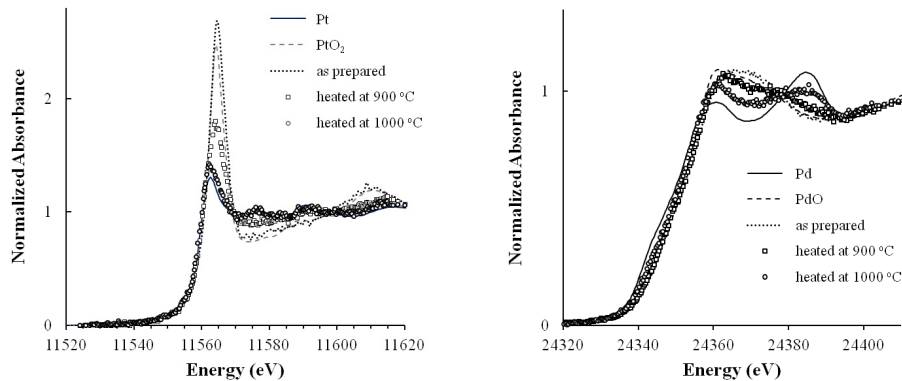 Normalized Absorbance
2
1
0
Pt
PtO2
as prepared
heated at 900 °C
heated at 1000 °C
11520 11540 11560 11580 11600 11620
Energy (eV)
Normalized Absorbance
1
0
Pd
PdO
as prepared
heated at 900 °C
heated at 1000 °C
24320 24340 24360 24380 24400
Energy (eV)